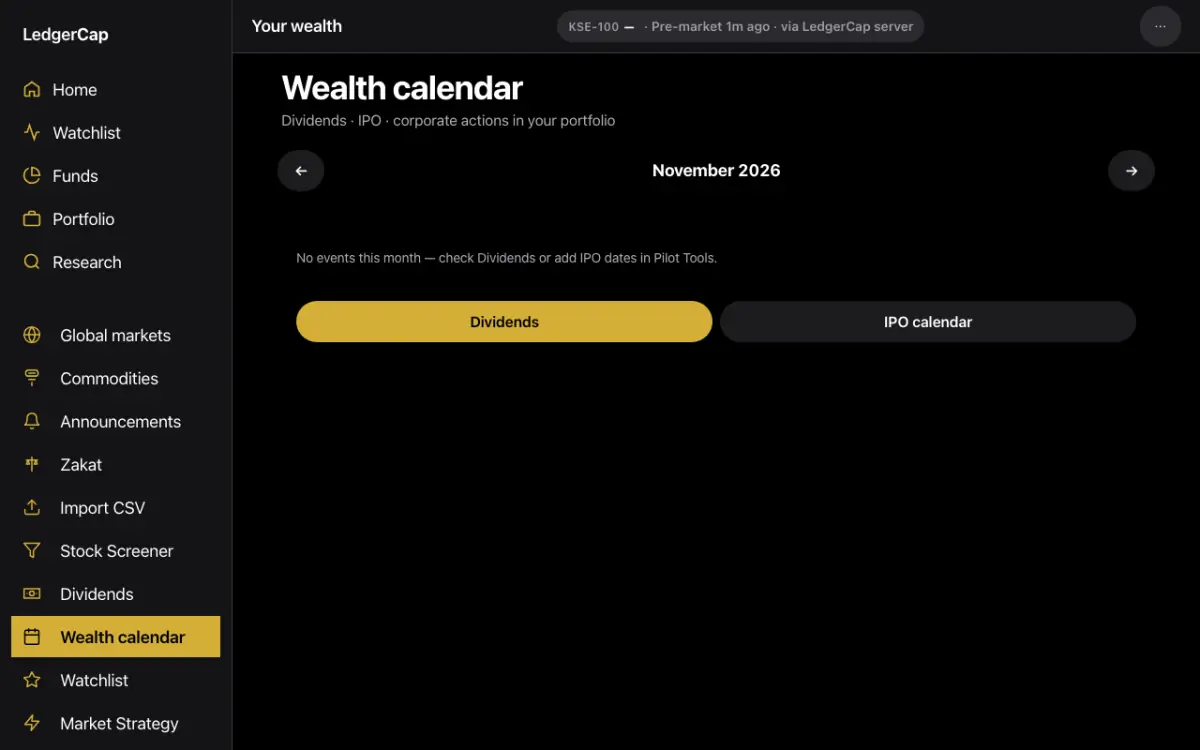 LedgerCap
Home
Watchlist
Funds
Portfolio
Research
Global markets
Commodities
Announcements
Zakat
Import CSV
Stock Screener
Dividends
Wealth calendar
Watchlist
Market Strategy
Your wealth
KSE-100 — · Pre-market 1m ago · via LedgerCap server
...
Wealth calendar
Dividends · IPO · corporate actions in your portfolio
← November 2026 →
No events this month — check Dividends or add IPO dates in Pilot Tools.
Dividends
IPO calendar